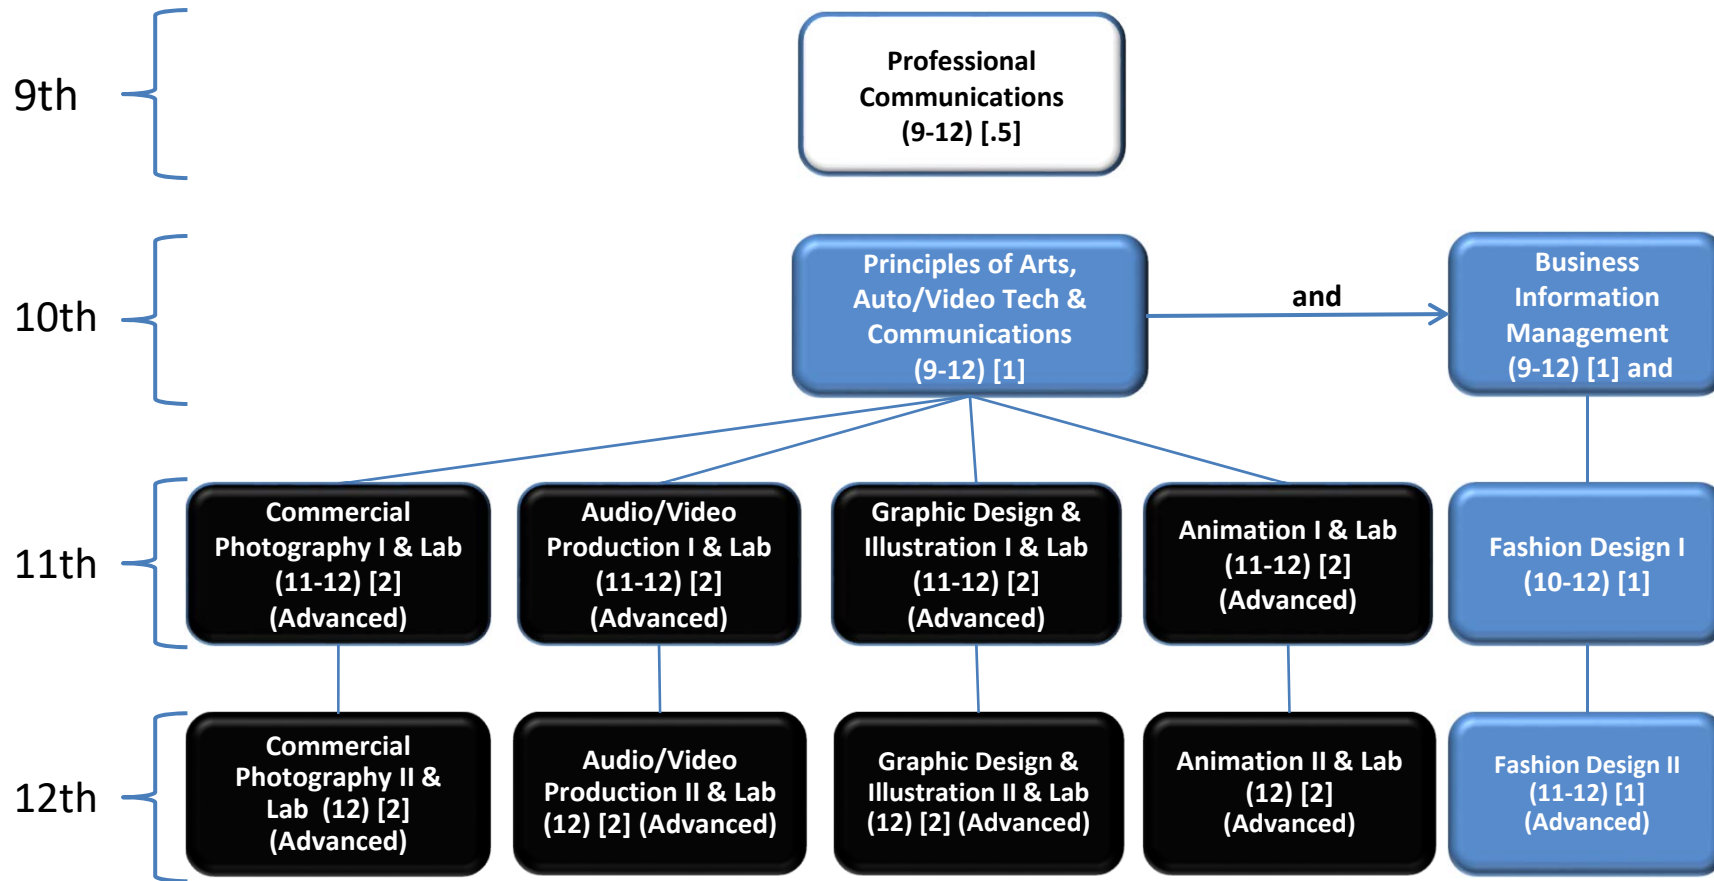 9th
Professional
Communications
(9-12) [.5]
10th
Principles of Arts,
Auto/Video Tech &
Communications
(9-12) [1]
and
Business
Information
Management
(9-12) [1] and
11th
Commercial
Photography I & Lab
(11-12) [2]
(Advanced)
Audio/Video
Production I & Lab
(11-12) [2]
(Advanced)
Graphic Design &
Illustration I & Lab
(11-12) [2]
(Advanced)
Animation I & Lab
(11-12) [2]
(Advanced)
Fashion Design I
(10-12) [1]
12th
Commercial
Photography II &
Lab (12) [2]
(Advanced)
Audio/Video
Production II & Lab
(12) [2] (Advanced)
Graphic Design &
Illustration II & Lab
(12) [2] (Advanced)
Animation II & Lab
(12) [2]
(Advanced)
Fashion Design II
(11-12) [1]
(Advanced)